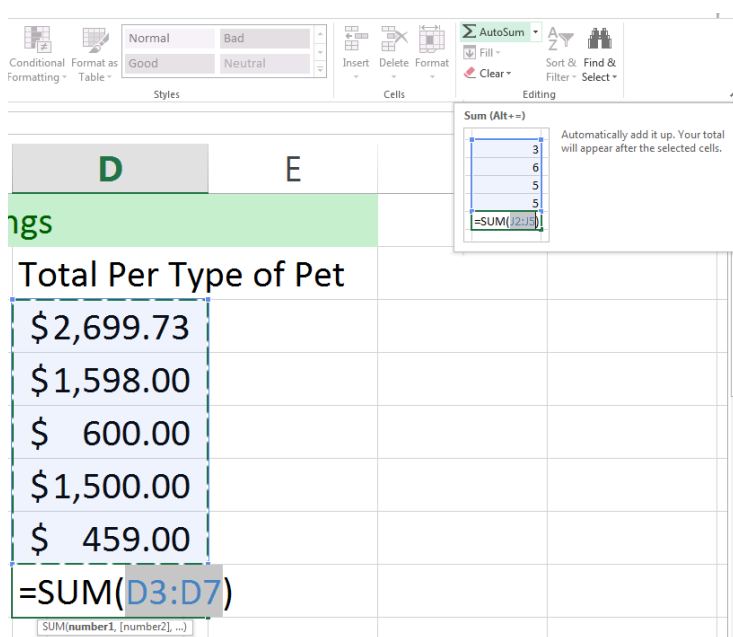 Normal Bad
Σ AutoSum
Fill
Conditional Format as Good Neutral Insert Delete Format Clear Sort & Find &
Formatting Table Filter Select
Styles Cells Editing
Sum (Alt+=)
Automatically add it up. Your total
will appear after the selected cells.
3
6
5
5
=SUM(J2:J5)
D E
ngs
Total Per Type of Pet
$2,699.73
$1,598.00
$ 600.00
$1,500.00
$ 459.00
=SUM(D3:D7)
SUM(number1, [number2], ...)